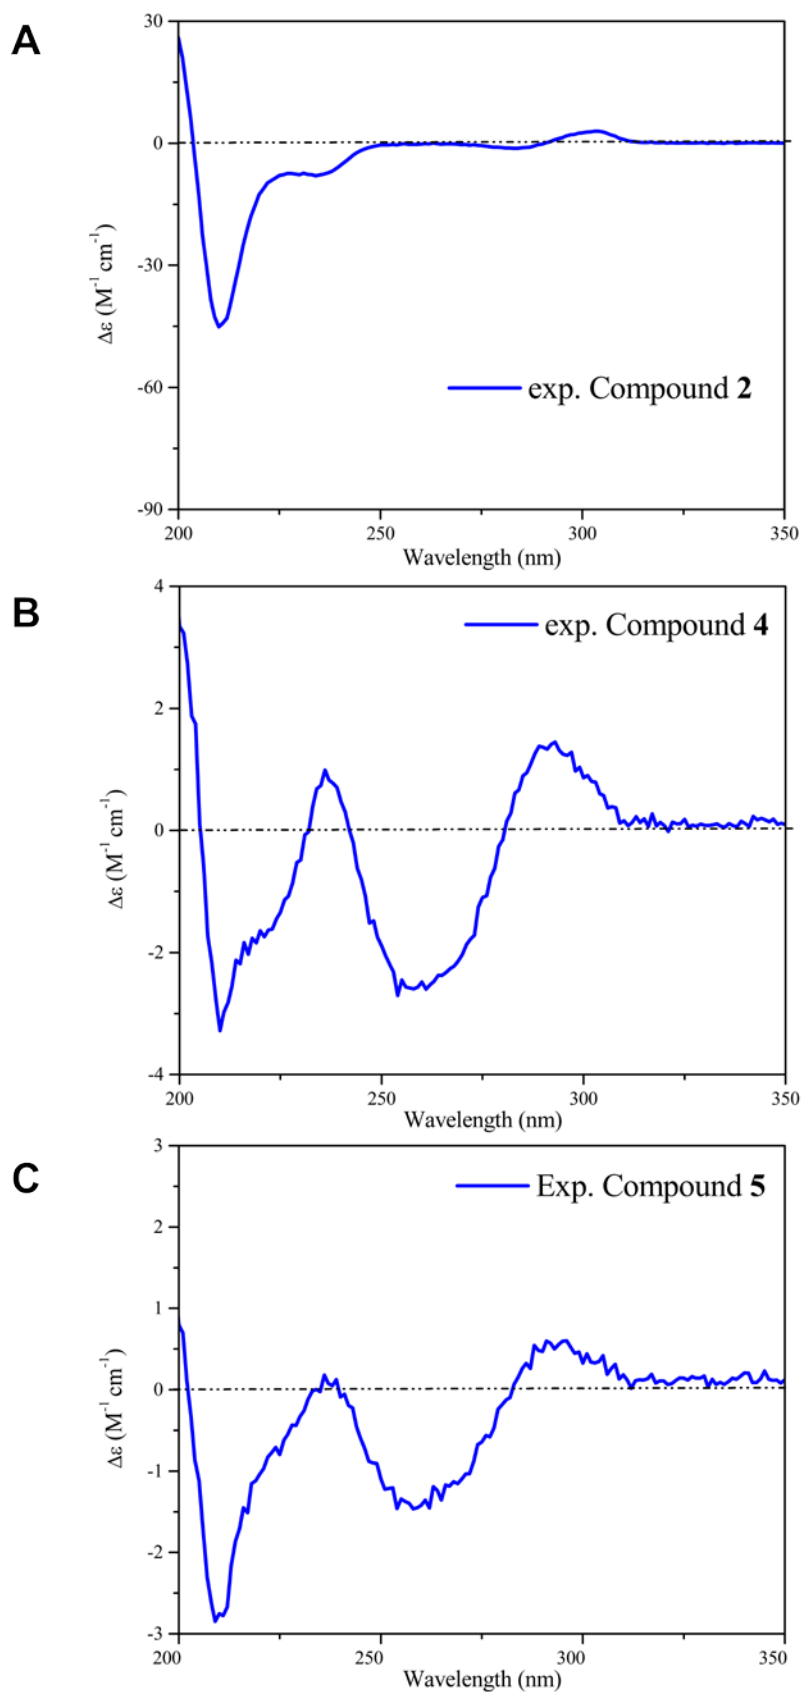 A
30
0
-30
-60
-90
Δε (M⁻¹ cm⁻¹)
exp. Compound 2
200
250
300
350
Wavelength (nm)
B
4
2
0
-2
-4
Δε (M⁻¹ cm⁻¹)
exp. Compound 4
200
250
300
350
Wavelength (nm)
C
3
2
1
0
-1
-2
-3
Δε (M⁻¹ cm⁻¹)
Exp. Compound 5
200
250
300
350
Wavelength (nm)